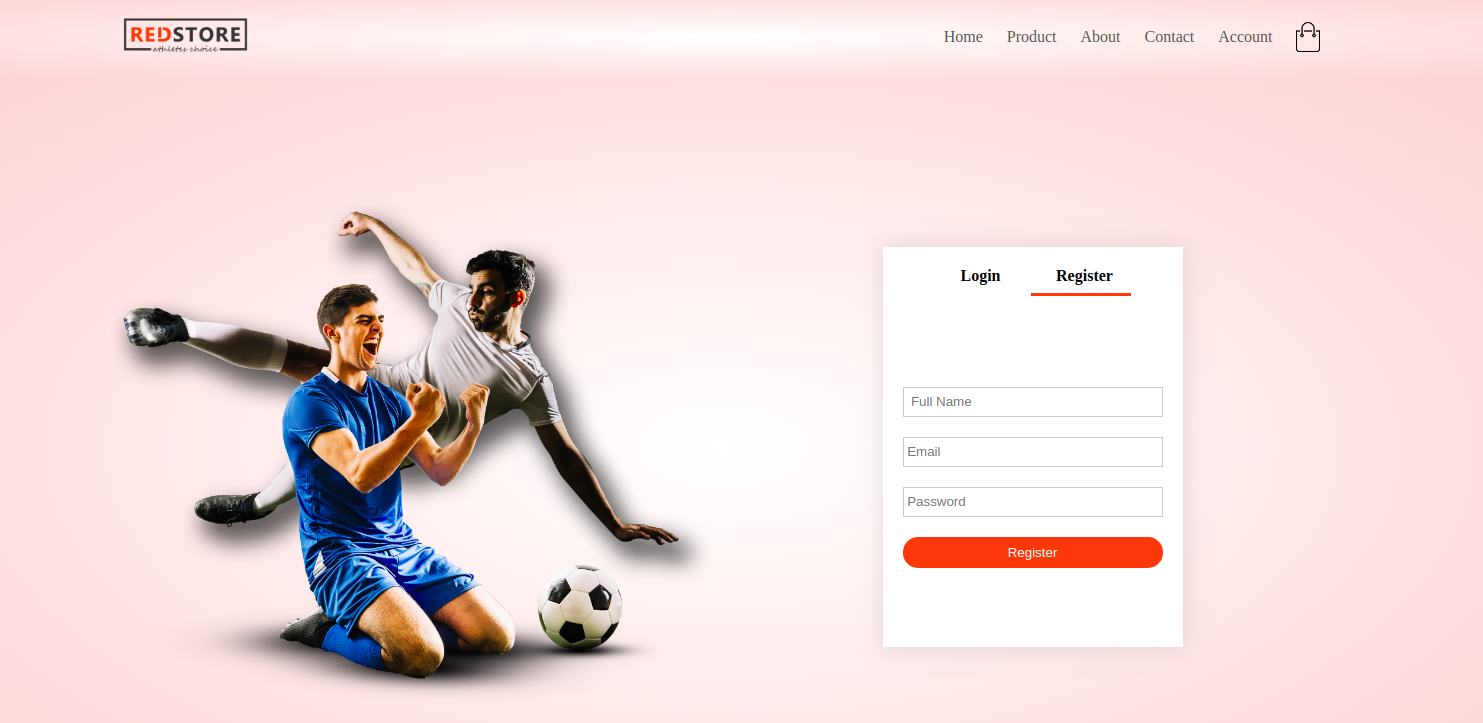 REDSTORE
athletes choice
Home Product About Contact Account
Login Register
Full Name
Email
Password
Register